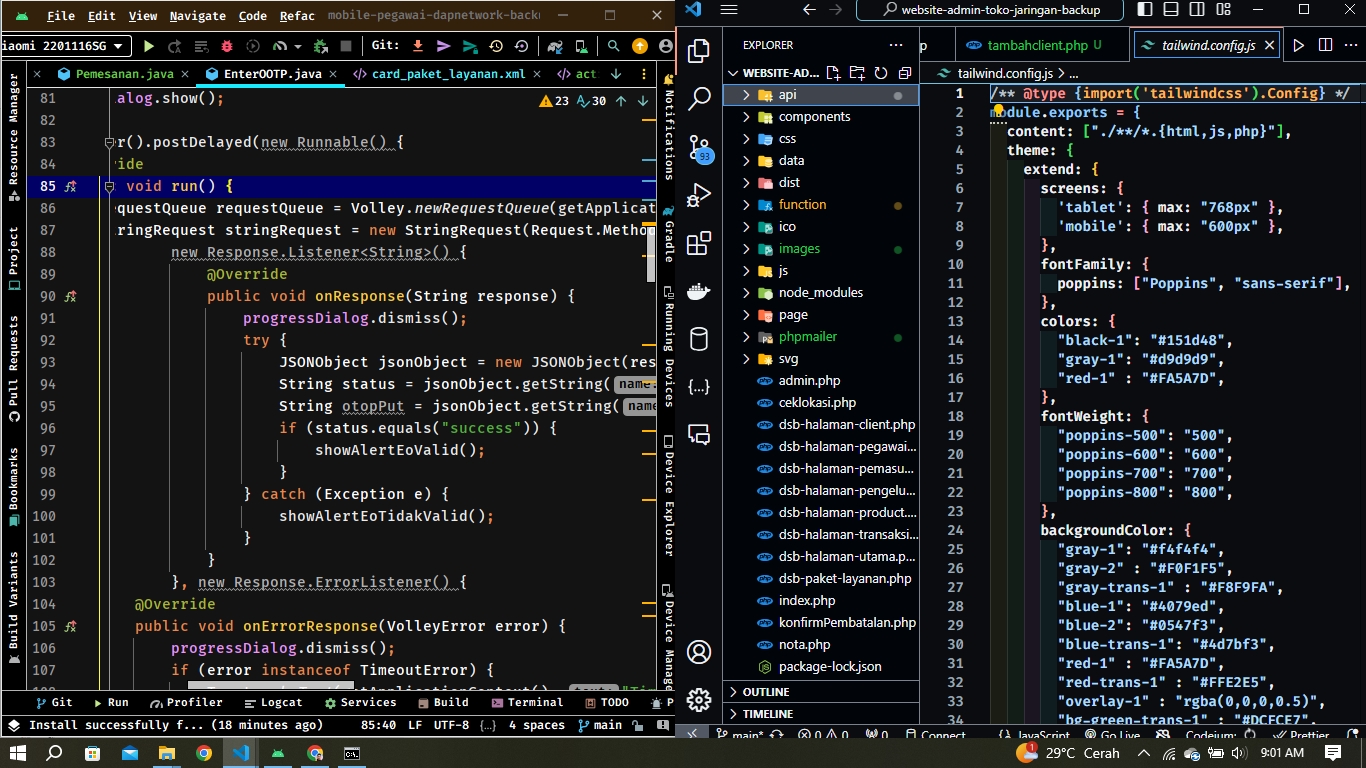 File Edit View Navigate Code Refac mobile-pegawai-dapnetwork-backu
iaomi 2201116SG Git:
Pemesanan.java EnterOOTP.java card_paket_layanan.xml act
81 alog.show(); 23 30
82
83 r().postDelayed(new Runnable() {
84 ide
85 void run() {
86 questQueue requestQueue = Volley.newRequestQueue(getApplicat
87 ringRequest stringRequest = new StringRequest(Request.Metho
88 new Response.Listener<String>() {
89 @Override
90 public void onResponse(String response) {
91 progressDialog.dismiss();
92 try {
93 JSONObject jsonObject = new JSONObject(res
94 String status = jsonObject.getString( name:
95 String otopPut = jsonObject.getString( name
96 if (status.equals("success")) {
97 showAlertEoValid();
98 }
99 } catch (Exception e) {
100 showAlertEoTidakValid();
101 }
102 }
103 }, new Response.ErrorListener() {
104 @Override
105 public void onErrorResponse(VolleyError error) {
106 progressDialog.dismiss();
107 if (error instanceof TimeoutError) {
Resource Manager
Project
Pull Requests
Bookmarks
Build Variants
Notifications
Gradle
Running Devices
Device Explorer
Device Manage
Git Run Profiler Logcat Services Build Terminal TODO P
Install successfully f... (18 minutes ago) 85:40 LF UTF-8 {..} 4 spaces main
website-admin-toko-jaringan-backup
EXPLORER ...
WEBSITE-AD...
api
components
css
data
dist
function
ico
images
js
node_modules
page
phpmailer
svg
admin.php
ceklokasi.php
dsb-halaman-client.php
dsb-halaman-pegawai...
dsb-halaman-pemasu...
dsb-halaman-pengelu...
dsb-halaman-product....
dsb-halaman-transaksi...
dsb-halaman-utama.p...
dsb-paket-layanan.php
index.php
konfirmPembatalan.php
nota.php
package-lock.json
OUTLINE
TIMELINE
93
p tambahclient.php U tailwind.config.js
tailwind.config.js > ...
1 /** @type {import('tailwindcss').Config} */
2 module.exports = {
3 content: ["./**/*.{html,js,php}"],
4 theme: {
5 extend: {
6 screens: {
7 'tablet': { max: "768px" },
8 'mobile': { max: "600px" },
9 },
10 fontFamily: {
11 poppins: ["Poppins", "sans-serif"],
12 },
13 colors: {
14 "black-1": "#151d48",
15 "gray-1": "#d9d9d9",
16 "red-1" : "#FA5A7D",
17 },
18 fontWeight: {
19 "poppins-500": "500",
20 "poppins-600": "600",
21 "poppins-700": "700",
22 "poppins-800": "800",
23 },
24 backgroundColor: {
25 "gray-1": "#f4f4f4",
26 "gray-2" : "#F0F1F5",
27 "gray-trans-1" : "#F8F9FA",
28 "blue-1": "#4079ed",
29 "blue-2": "#0547f3",
30 "blue-trans-1": "#4d7bf3",
31 "red-1" : "#FA5A7D",
32 "red-trans-1" : "#FFE2E5",
33 "overlay-1" : "rgba(0,0,0,0.5)",
34 "bg-green-trans-1" : "#DCFCE7",
main* 0 0 0 Connect JavaScript Go Live Codeium: Prettier
1 29°C Cerah 9:01 AM